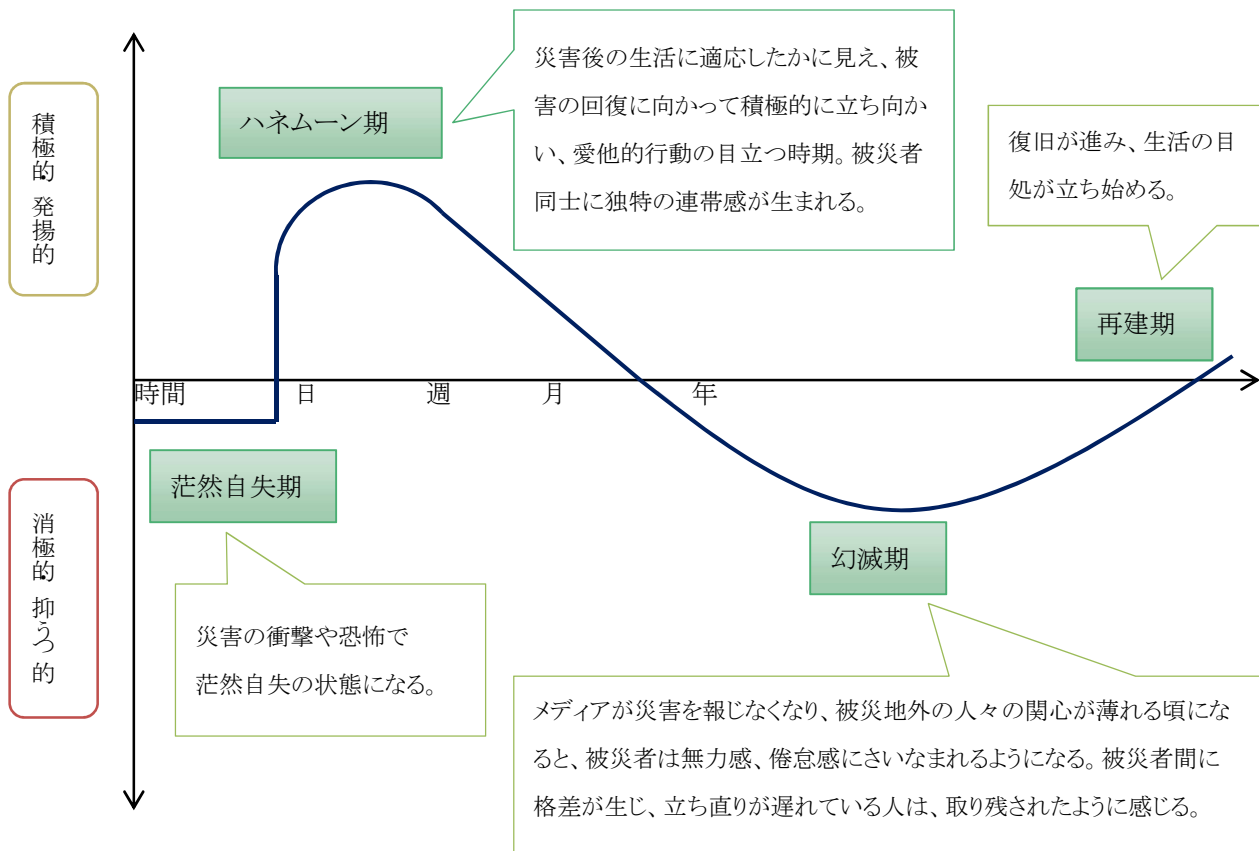 積極的・発揚的
消極的・抑うつ的
ハネムーン期
災害後の生活に適応したかに見え、被
害の回復に向かって積極的に立ち向か
い、愛他的行動の目立つ時期。被災者
同士に独特の連帯感が生まれる。
復旧が進み、生活の目
処が立ち始める。
再建期
時間
日
週
月
年
茫然自失期
災害の衝撃や恐怖で
茫然自失の状態になる。
幻滅期
メディアが災害を報じなくなり、被災地外の人々の関心が薄れる頃にな
ると、被災者は無力感、倦怠感にさいなまれるようになる。被災者間に
格差が生じ、立ち直りが遅れている人は、取り残されたように感じる。